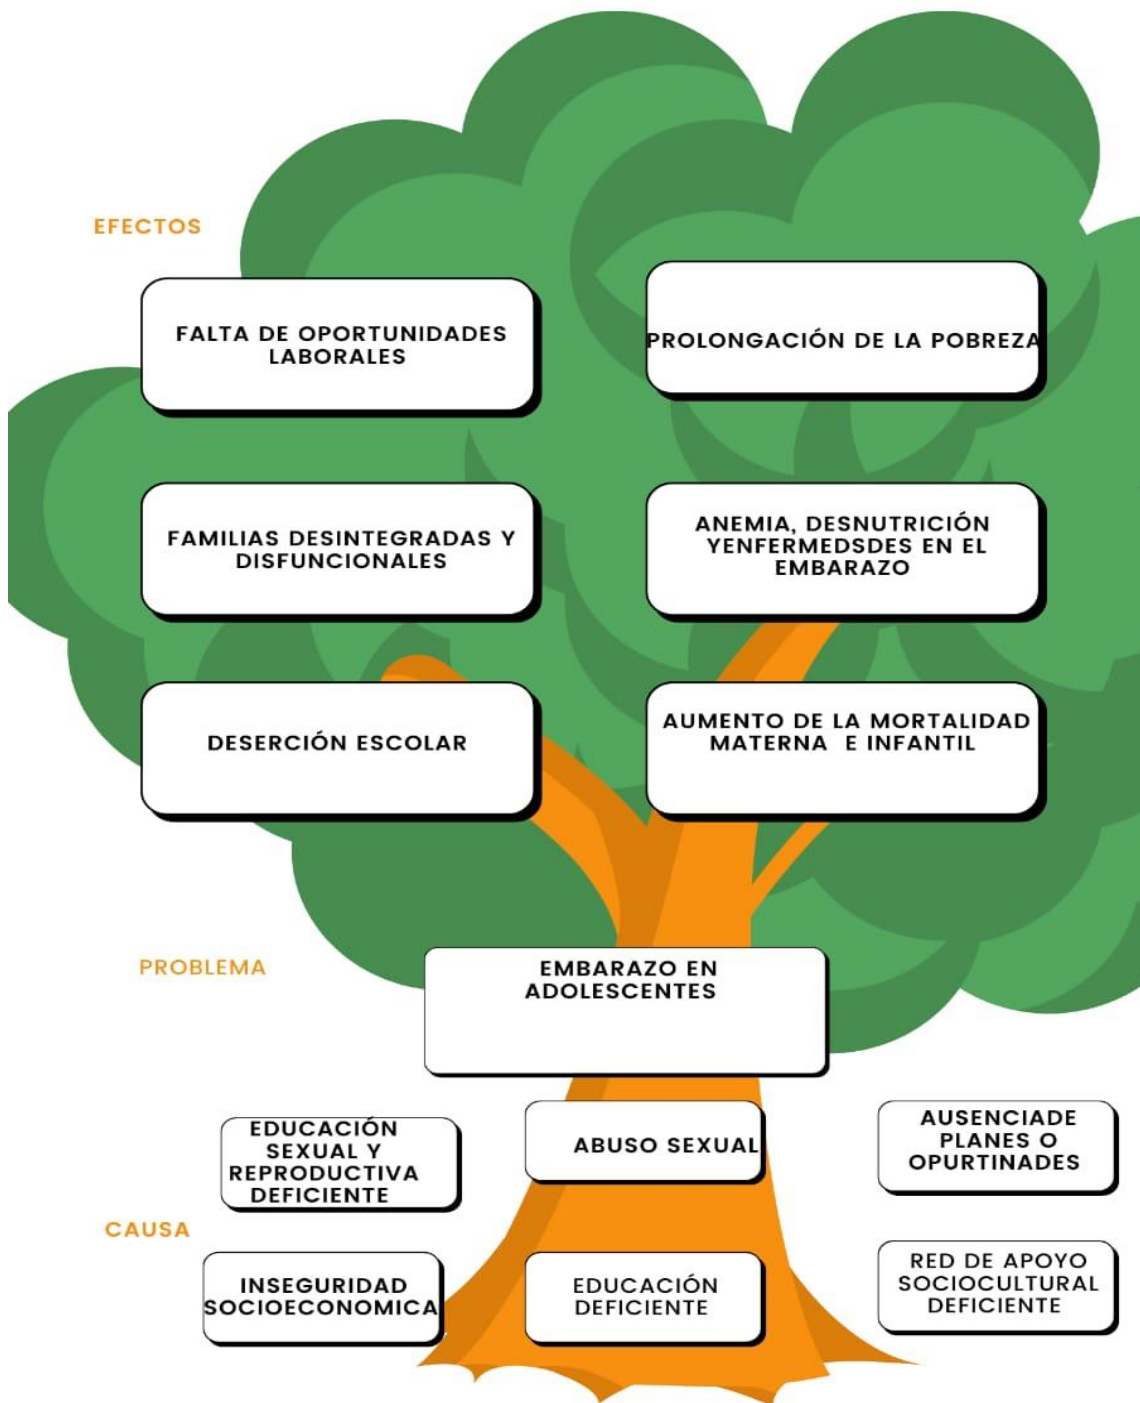 EFECTOS
FALTA DE OPORTUNIDADES
LABORALES
PROLONGACIÓN DE LA POBREZA
FAMILIAS DESINTEGRADAS Y
DISFUNCIONALES
ANEMIA, DESNUTRICIÓN
YENFERMEDSDES EN EL
EMBARAZO
DESERCIÓN ESCOLAR
AUMENTO DE LA MORTALIDAD
MATERNA E INFANTIL
PROBLEMA
EMBARAZO EN
ADOLESCENTES
EDUCACIÓN
SEXUAL Y
REPRODUCTIVA
DEFICIENTE
ABUSO SEXUAL
AUSENCIADE
PLANES O
OPURTINADES
CAUSA
INSEGURIDAD
SOCIOECONOMICA
EDUCACIÓN
DEFICIENTE
RED DE APOYO
SOCIOCULTURAL
DEFICIENTE